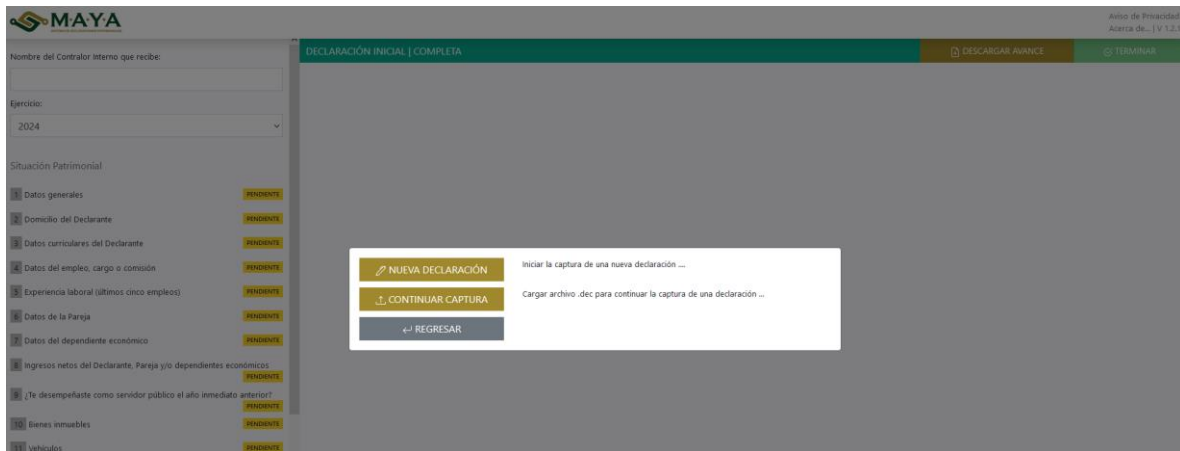 MAYA
Aviso de Privacidad
Acerca de... | V 1.2.
Nombre del Contralor Interno que recibe:
Ejercicio:
2024
Situación Patrimonial
1 Datos generales PENDIENTE
2 Domicilio del Declarante PENDIENTE
3 Datos curriculares del Declarante PENDIENTE
4 Datos del empleo, cargo o comisión PENDIENTE
5 Experiencia laboral (últimos cinco empleos) PENDIENTE
6 Datos de la Pareja PENDIENTE
7 Datos del dependiente económico PENDIENTE
8 Ingresos netos del Declarante, Pareja y/o dependientes económicos
PENDIENTE
9 ¿Te desempeñaste como servidor público el año inmediato anterior?
PENDIENTE
10 Bienes inmuebles PENDIENTE
11 Vehículos PENDIENTE
DECLARACIÓN INICIAL | COMPLETA
DESCARGAR AVANCE
TERMINAR
NUEVA DECLARACIÓN
Iniciar la captura de una nueva declaración ...
CONTINUAR CAPTURA
Cargar archivo .dec para continuar la captura de una declaración ...
REGRESAR